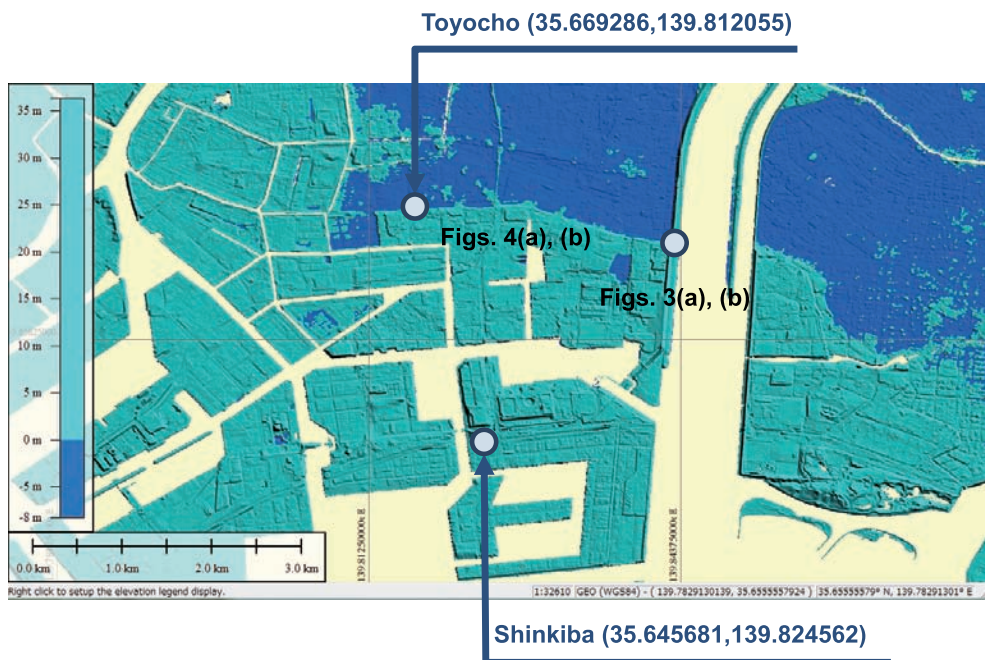 Toyocho (35.669286,139.812055)
35 m
30 m
25 m
20 m
15 m
10 m
5 m
0 m
-5 m
-8 m
Figs. 4(a), (b)
Figs. 3(a), (b)
139.81250000°E
139.84375000°E
0.0 km 1.0 km 2.0 km 3.0 km
Right click to setup the elevation legend display.
1:32610 GEO (WGS84) - ( 139.7829130139, 35.6555557924 ) 35.65555579° N, 139.78291301° E
Shinkiba (35.645681,139.824562)